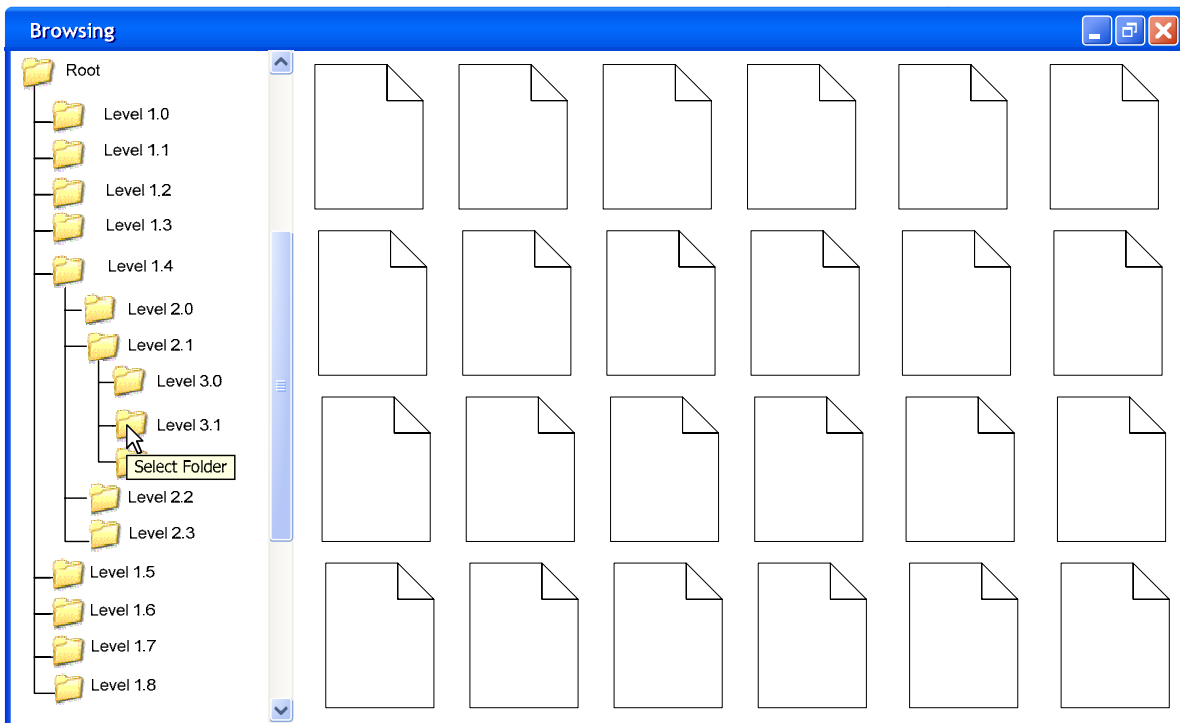 Browsing
Root
Level 1.0
Level 1.1
Level 1.2
Level 1.3
Level 1.4
Level 2.0
Level 2.1
Level 3.0
Level 3.1
Select Folder
Level 2.2
Level 2.3
Level 1.5
Level 1.6
Level 1.7
Level 1.8